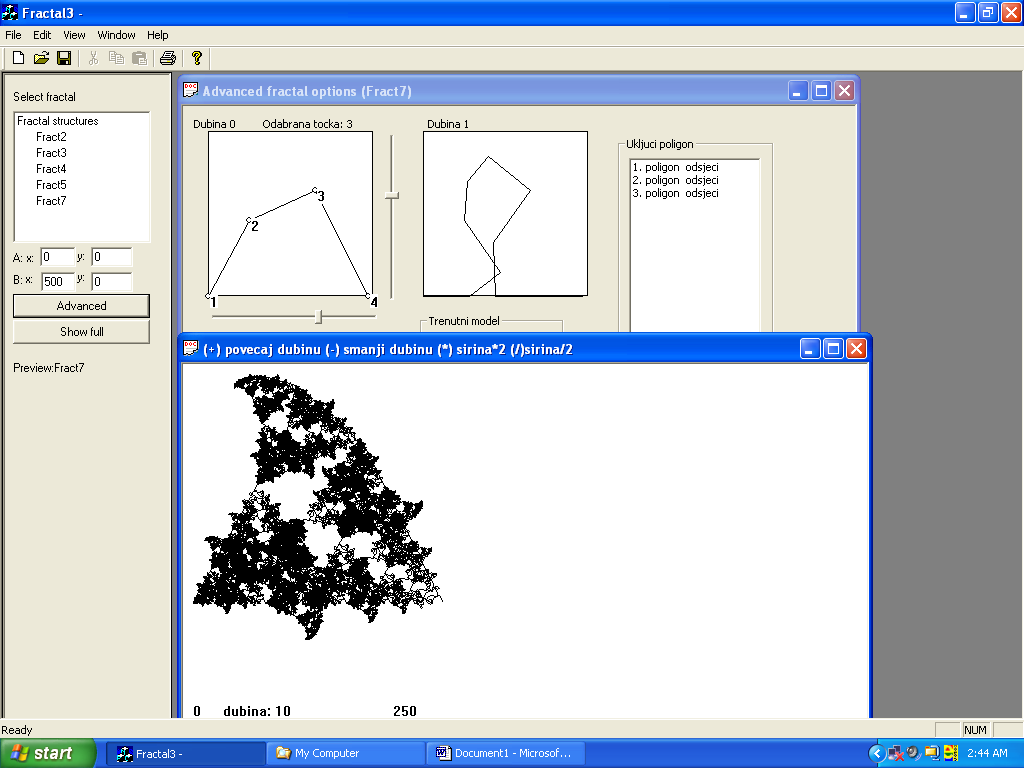 Fractal3 -
File Edit View Window Help
Select fractal
Fractal structures
Fract2
Fract3
Fract4
Fract5
Fract7
A: x: 0 y: 0
B: x: 500 y: 0
Advanced
Show full
Preview:Fract7
Advanced fractal options (Fract7)
Dubina 0 Odabrana tocka: 3 Dubina 1
1
2
3
4
Ukljuci poligon
1. poligon odsjeci
2. poligon odsjeci
3. poligon odsjeci
Trenutni model
(+) povecaj dubinu (-) smanji dubinu (*) sirina*2 (/)sirina/2
0 dubina: 10 250
Ready NUM
start Fractal3 - My Computer Document1 - Microsof... 2:44 AM